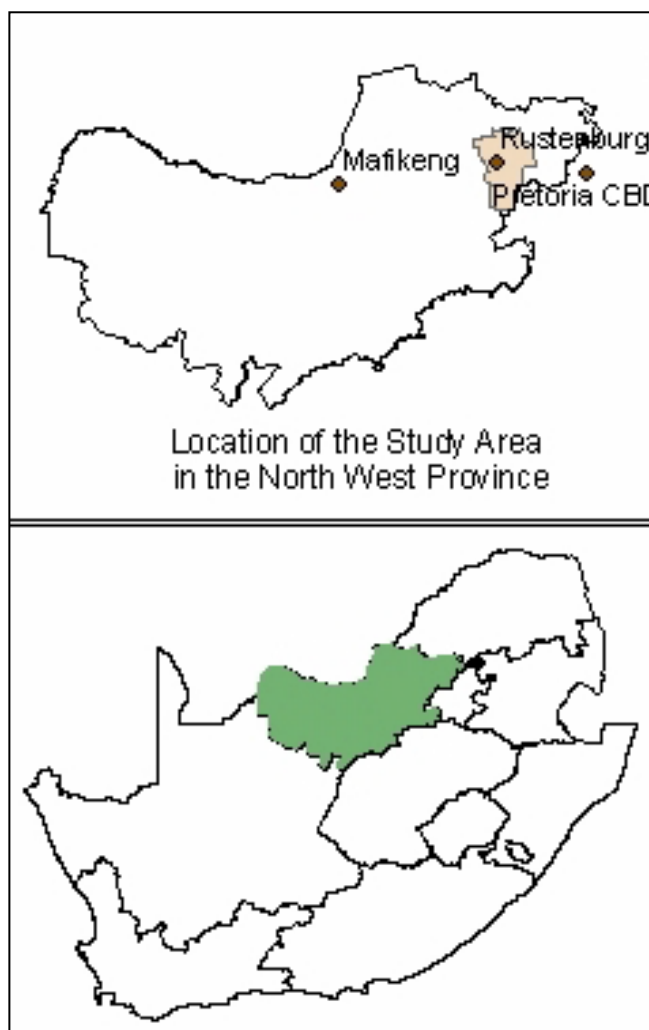 Rustenburg
Mafikeng
Pretoria CBD
Location of the Study Area
in the North West Province